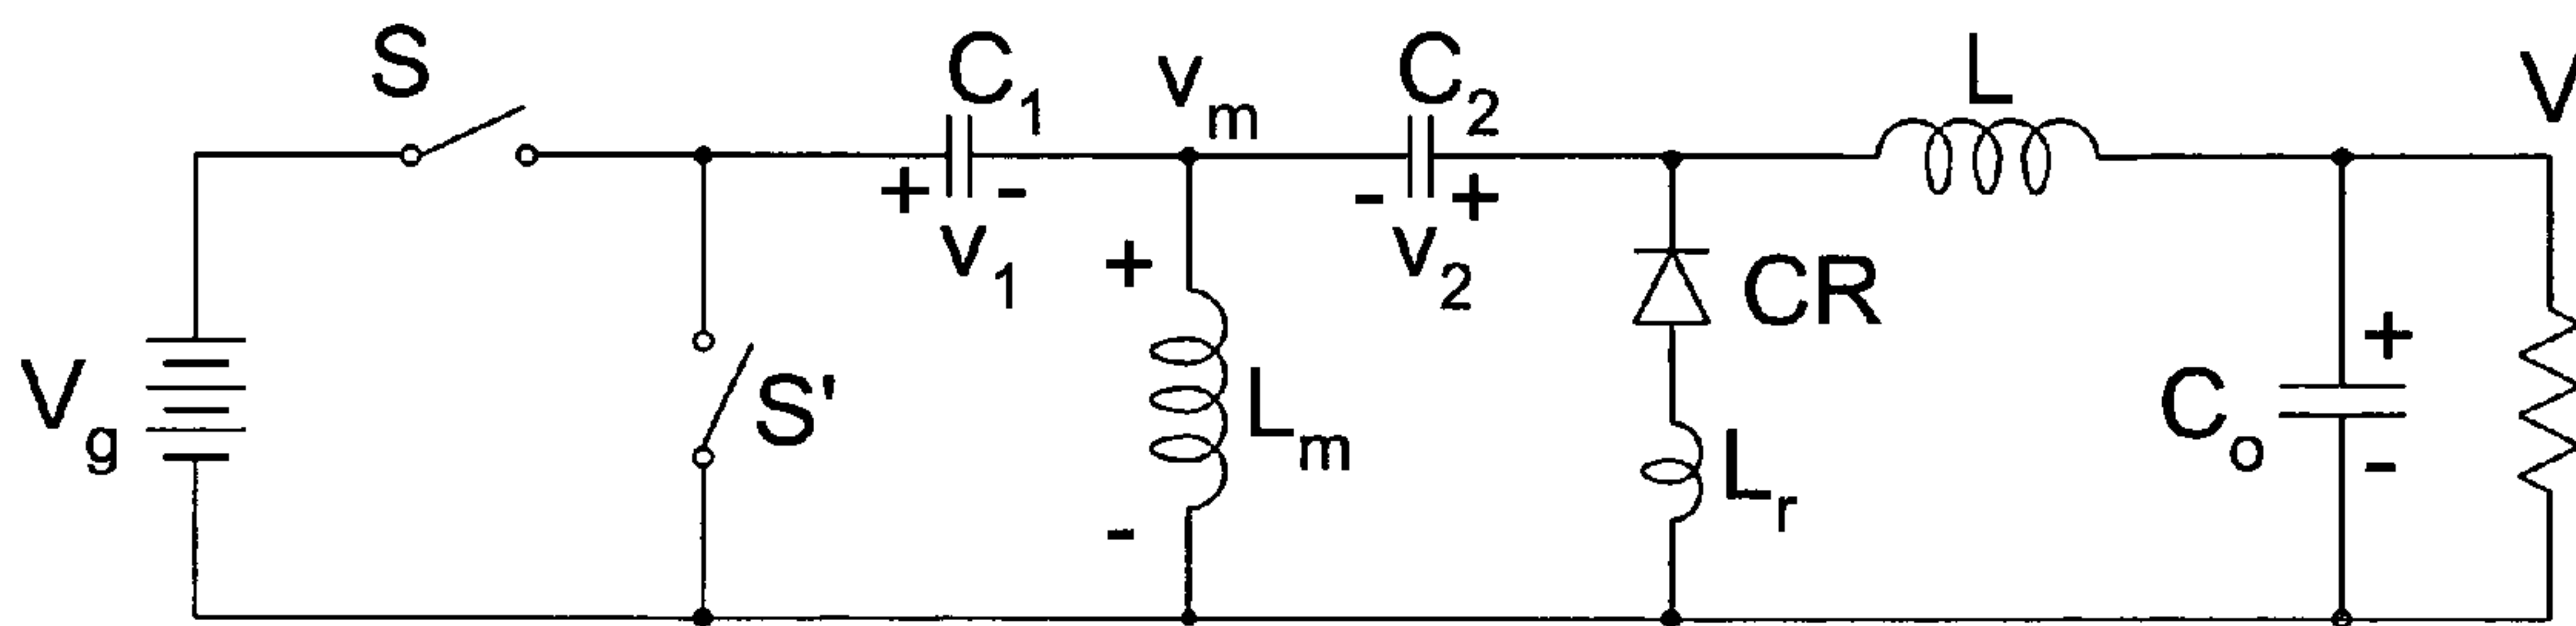 S
C1
vm
C2
L
V
+ -
v1
- +
v2
+
-
Vg
S'
Lm
CR
Lr
Co
+
-